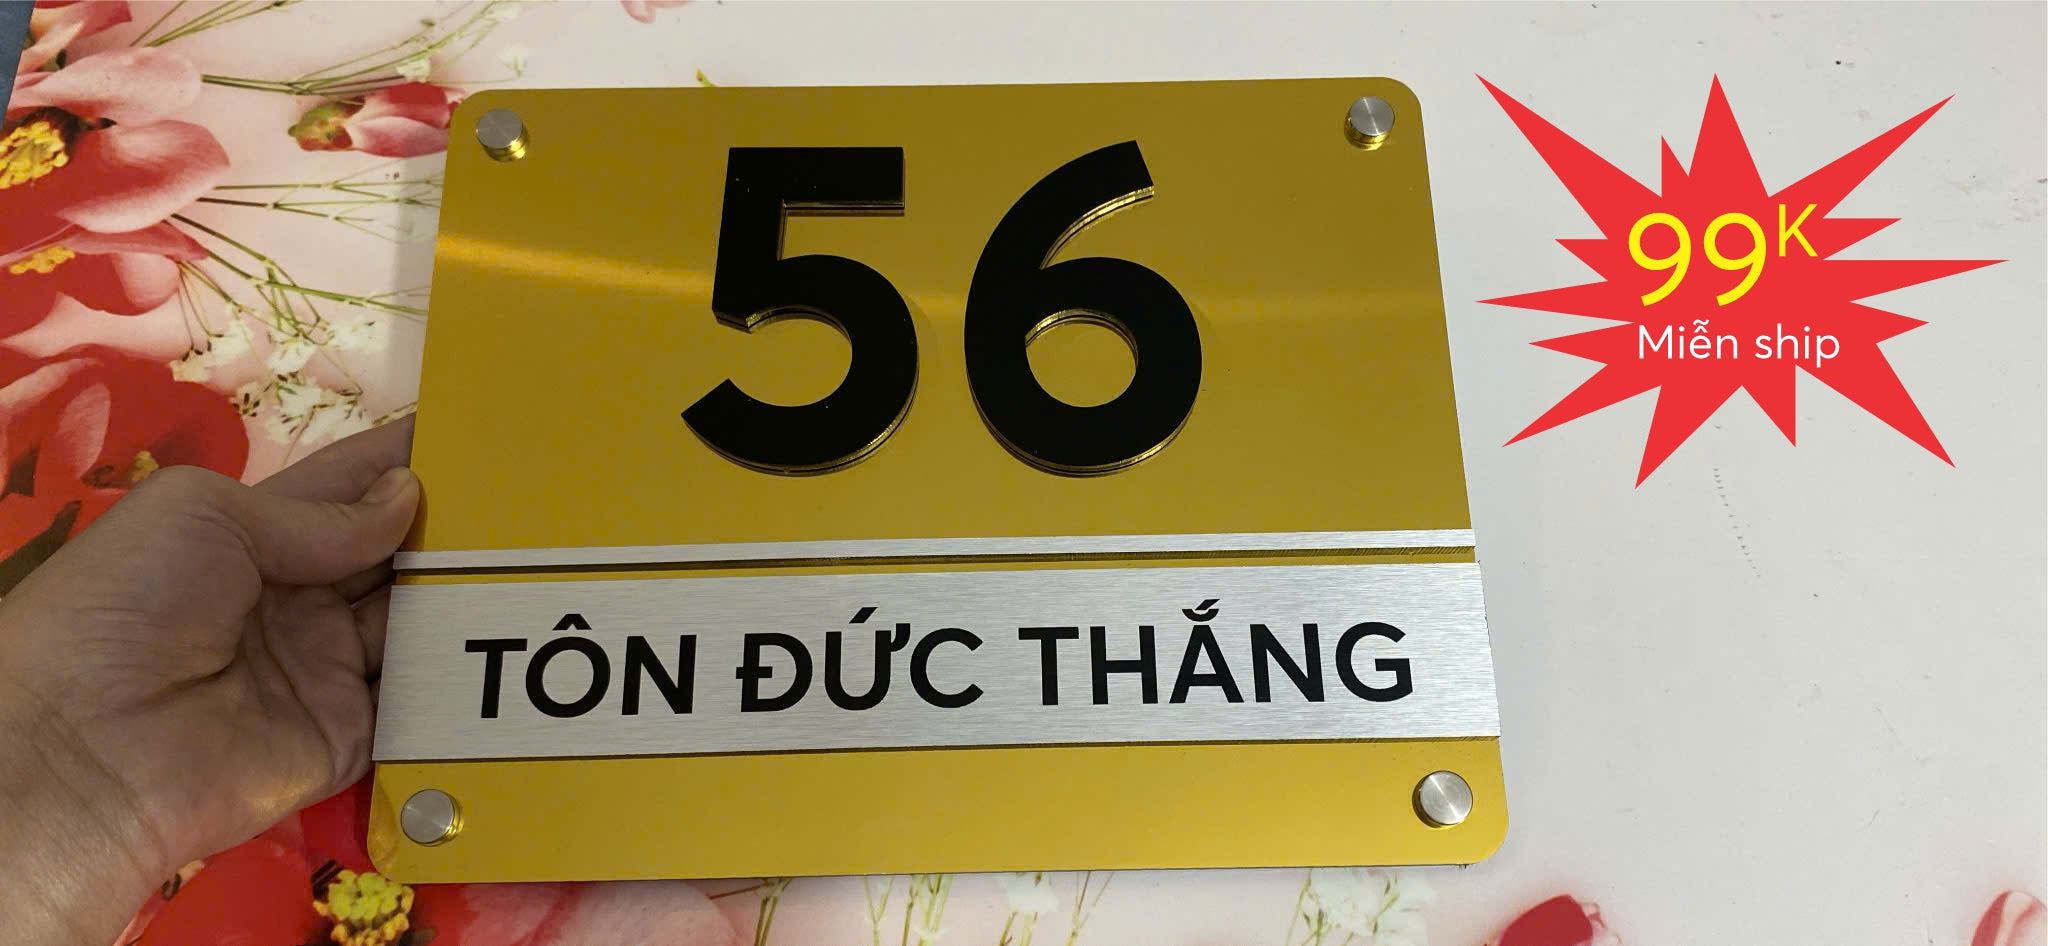 56
TÔN ĐỨC THẮNG
99K
Miễn ship